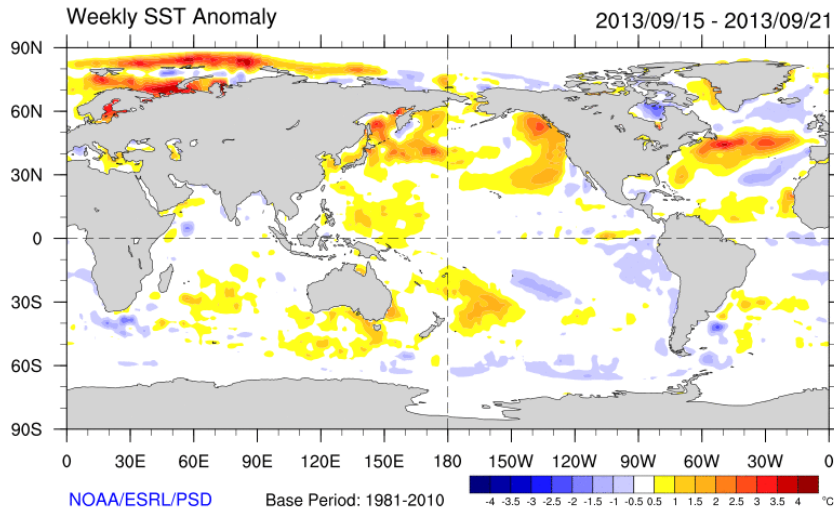 Weekly SST Anomaly 2013/09/15 - 2013/09/21
90N
60N
30N
0
30S
60S
90S
0 30E 60E 90E 120E 150E 180 150W 120W 90W 60W 30W 0
NOAA/ESRL/PSD Base Period: 1981-2010
-4 -3.5 -3 -2.5 -2 -1.5 -1 -0.5 0.5 1 1.5 2 2.5 3 3.5 4 °C